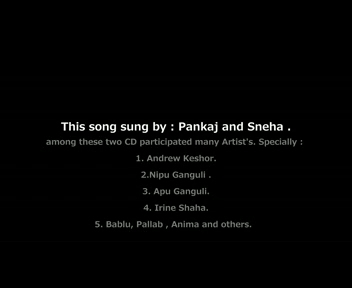 This song sung by : Pankaj and Sneha .
among these two CD participated many Artist's. Specially :
1. Andrew Keshor.
2.Nipu Ganguli .
3. Apu Ganguli.
4. Irine Shaha.
5. Bablu, Pallab , Anima and others.